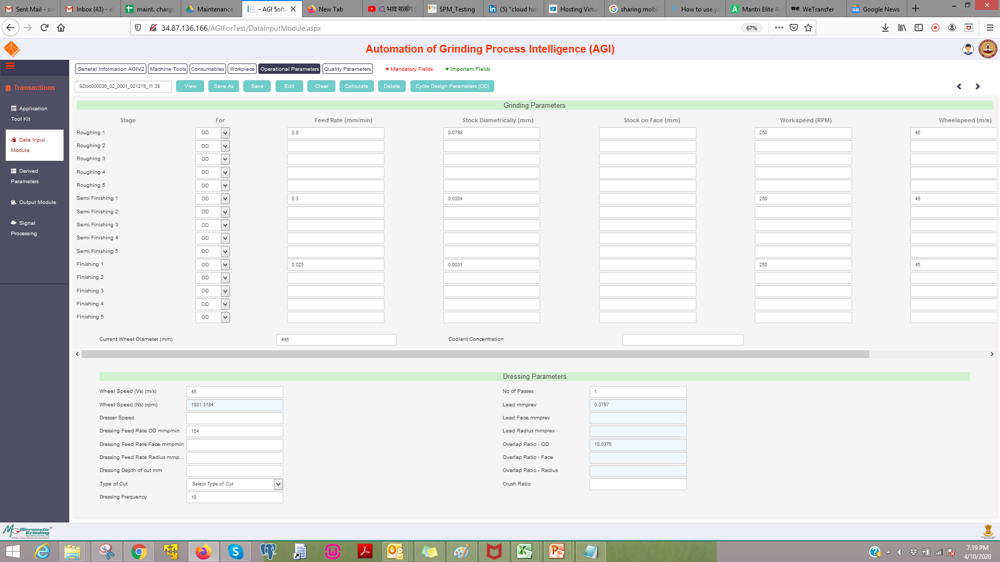 Sent Mail - sri
Inbox (43) - el
maint. chargs
Maintenance A
- AGI Softv
New Tab
भाव सत्संग
SPM_Testing
(5) "cloud hos
Hosting Virtu
sharing mobil
How to use yo
Mantri Elite A
WeTransfer
Google News
34.87.136.166/AGIForTest/DataInputModule.aspx
67%
Automation of Grinding Process Intelligence (AGI)
General Information AGIV2 Machine Tools Consumables Workpiece Operational Parameters Quality Parameters ★ Mandatory Fields ★ Important Fields
Transactions
Application
Tool Kit
Data Input
Module
Derived
Parameters
Output Module
Signal
Processing
SDoc000036_02_0001_021219_11:38 View Save As Save Edit Clear Calculate Delete Cycle Design Parameters (OD)
Grinding Parameters
Stage For Feed Rate (mm/min) Stock Diametrically (mm) Stock on Face (mm) Workspeed (RPM) Wheelspeed (m/s)
Roughing 1 OD 0.8 0.0798 250 45
Roughing 2 OD
Roughing 3 OD
Roughing 4 OD
Roughing 5 OD
Semi Finishing 1 OD 0.3 0.0354 250 45
Semi Finishing 2 OD
Semi Finishing 3 OD
Semi Finishing 4 OD
Semi Finishing 5 OD
Finishing 1 OD 0.025 0.0031 250 45
Finishing 2 OD
Finishing 3 OD
Finishing 4 OD
Finishing 5 OD
Current Wheel Diameter (mm) 445 Coolant Concentration
Dressing Parameters
Wheel Speed (Vs) (m/s) 45 No of Passes 1
Wheel Speed (Ns) (rpm) 1931.3184 Lead mmprev 0.0797
Dresser Speed Lead Face mmprev
Dressing Feed Rate OD mmpmin 154 Lead Radius mmprev
Dressing Feed Rate Face mmpmin Overlap Ratio - OD 10.0376
Dressing Feed Rate Radius mmp... Overlap Ratio - Face
Dressing Depth of cut mm Overlap Ratio - Radius
Type of Cut Select Type of Cut Crush Ratio
Dressing Frequency 10
Micromatic
Grinding
7:19 PM
4/10/2020